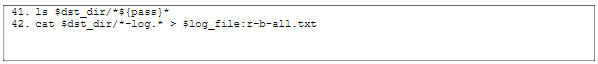 41. ls $dst_dir/*${pass}*
42. cat $dst_dir/*-log.* > $log_file:r-b-all.txt